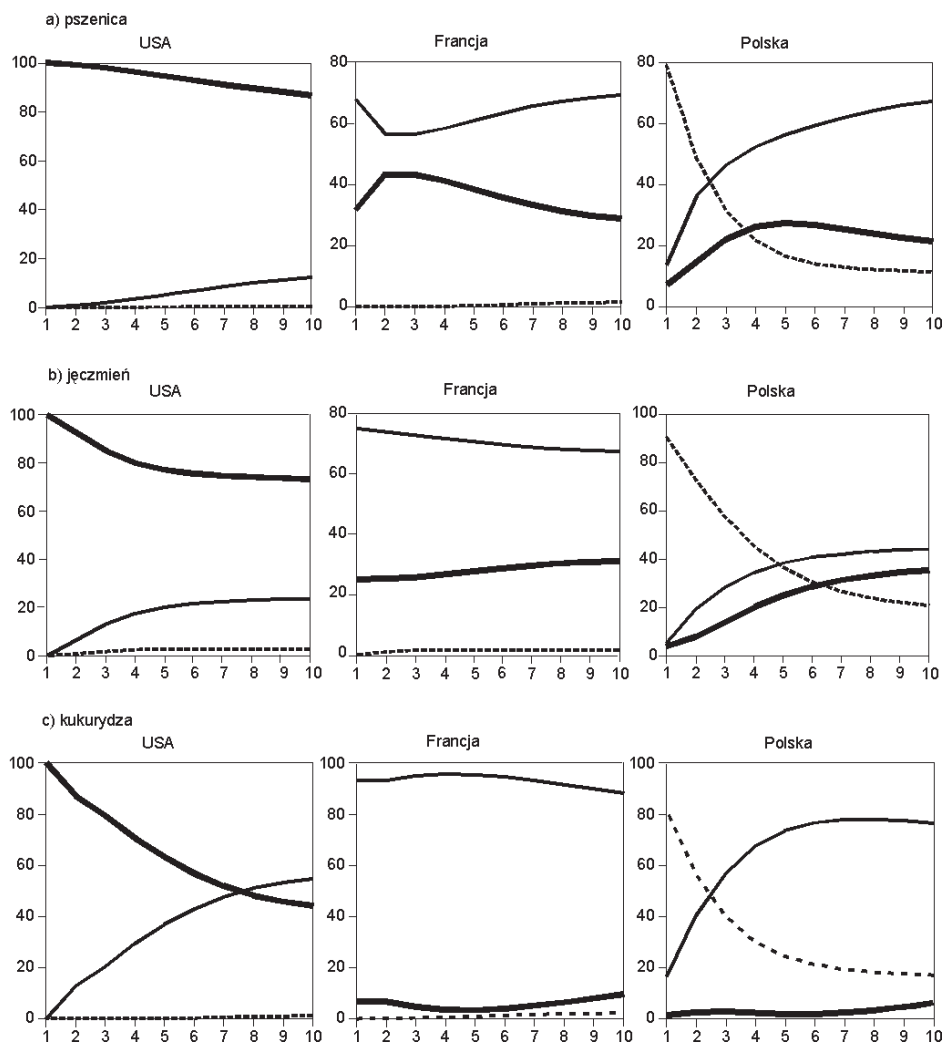 a) pszenica
USA Francja Polska
100 80 80
80 60 60
60 40 40
40 20 20
20 0 0
0
1 2 3 4 5 6 7 8 9 10 1 2 3 4 5 6 7 8 9 10 1 2 3 4 5 6 7 8 9 10
b) jęczmień
USA Francja Polska
100 80 100
80 60 80
60 40 60
40 20 40
20 0 20
0 0
1 2 3 4 5 6 7 8 9 10 1 2 3 4 5 6 7 8 9 10 1 2 3 4 5 6 7 8 9 10
c) kukurydza
USA Francja Polska
100 100 100
80 80 80
60 60 60
40 40 40
20 20 20
0 0 0
1 2 3 4 5 6 7 8 9 10 1 2 3 4 5 6 7 8 9 10 1 2 3 4 5 6 7 8 9 10